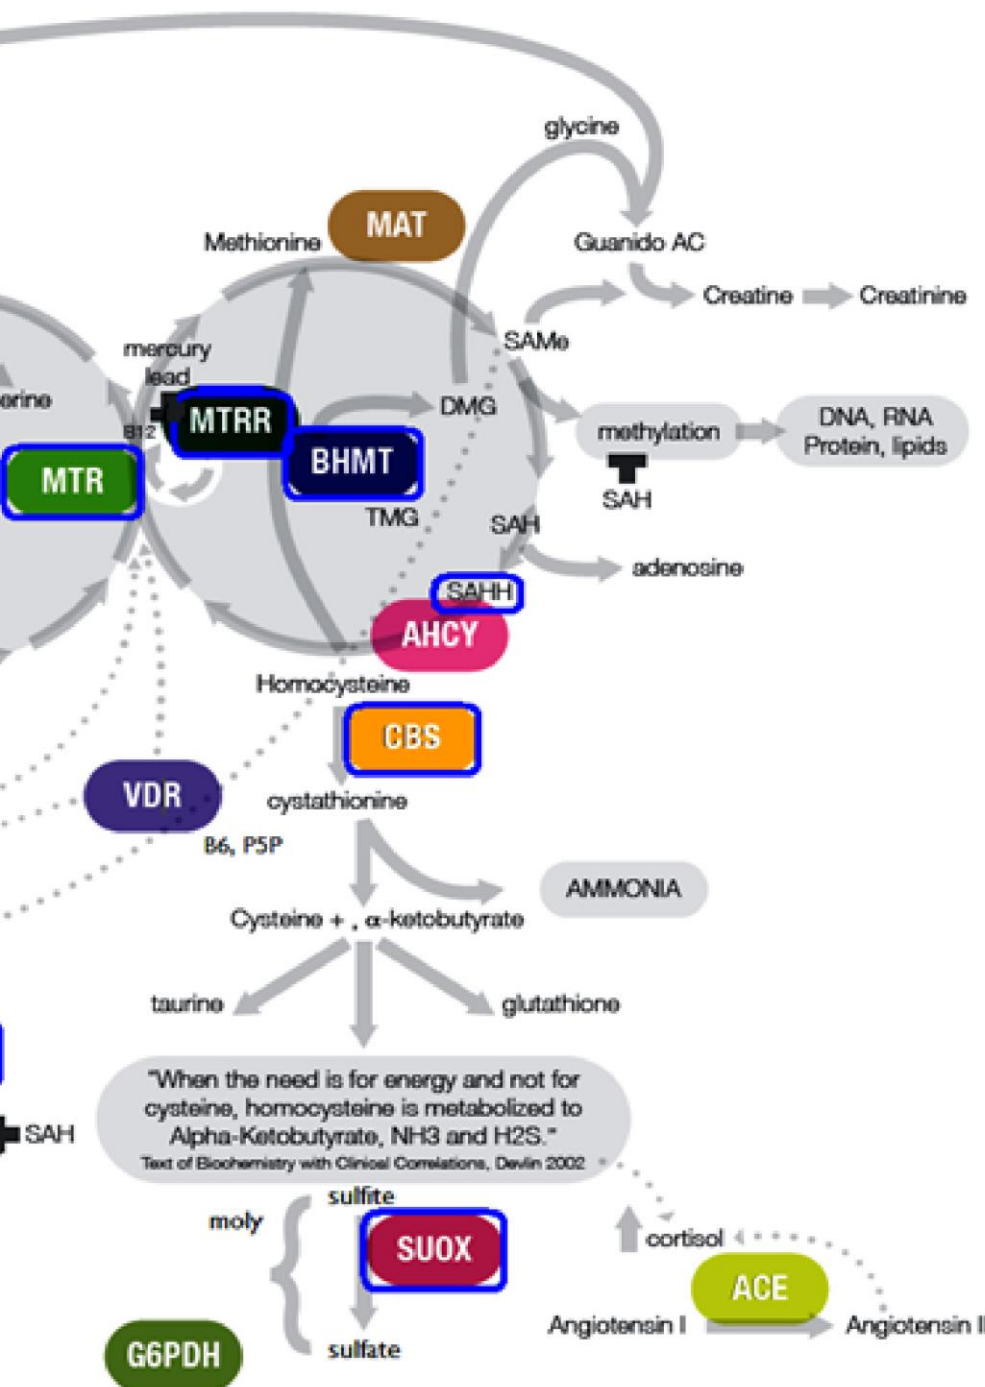 glycine
MAT
Methionine
Guanido AC
Creatine
Creatinine
SAMe
mercury
lead
erine
B12
MTRR
DMG
methylation
DNA, RNA
Protein, lipids
MTR
BHMT
SAH
TMG
SAH
adenosine
SAHH
AHCY
Homocysteine
CBS
VDR
cystathionine
B6, P5P
AMMONIA
Cysteine + , α-ketobutyrate
taurine
glutathione
"When the need is for energy and not for
cysteine, homocysteine is metabolized to
Alpha-Ketobutyrate, NH3 and H2S."
Text of Biochemistry with Clinical Correlations, Devlin 2002
SAH
sulfite
moly
SUOX
cortisol
ACE
Angiotensin I
Angiotensin II
G6PDH
sulfate